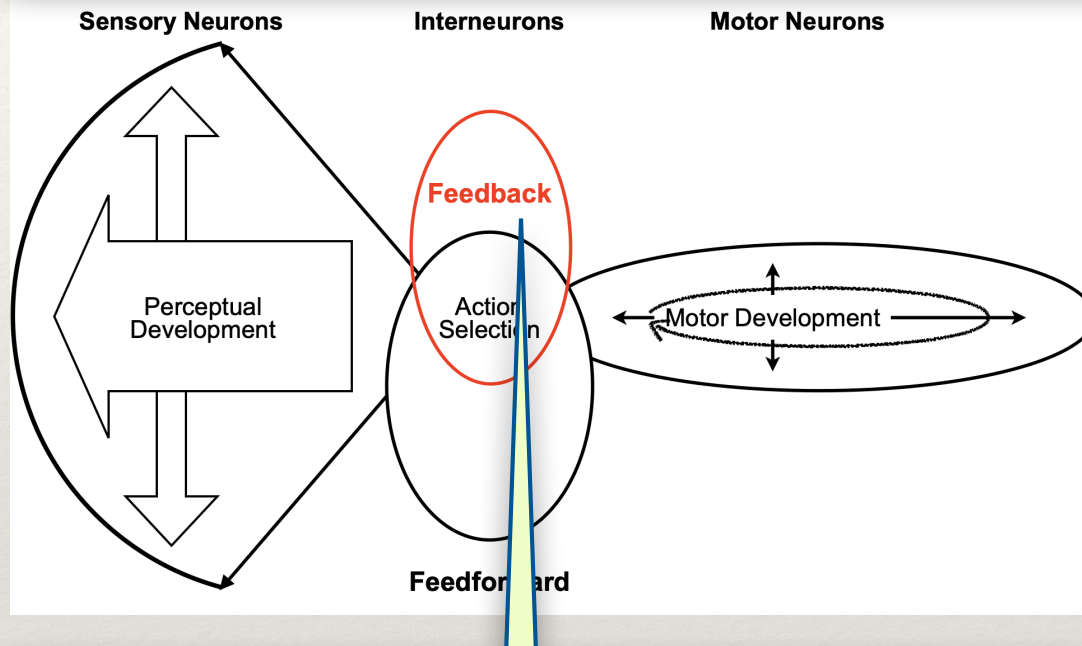 Sensory Neurons
Interneurons
Motor Neurons
Feedback
Perceptual
Development
Action
Selection
Motor Development
Feedforward